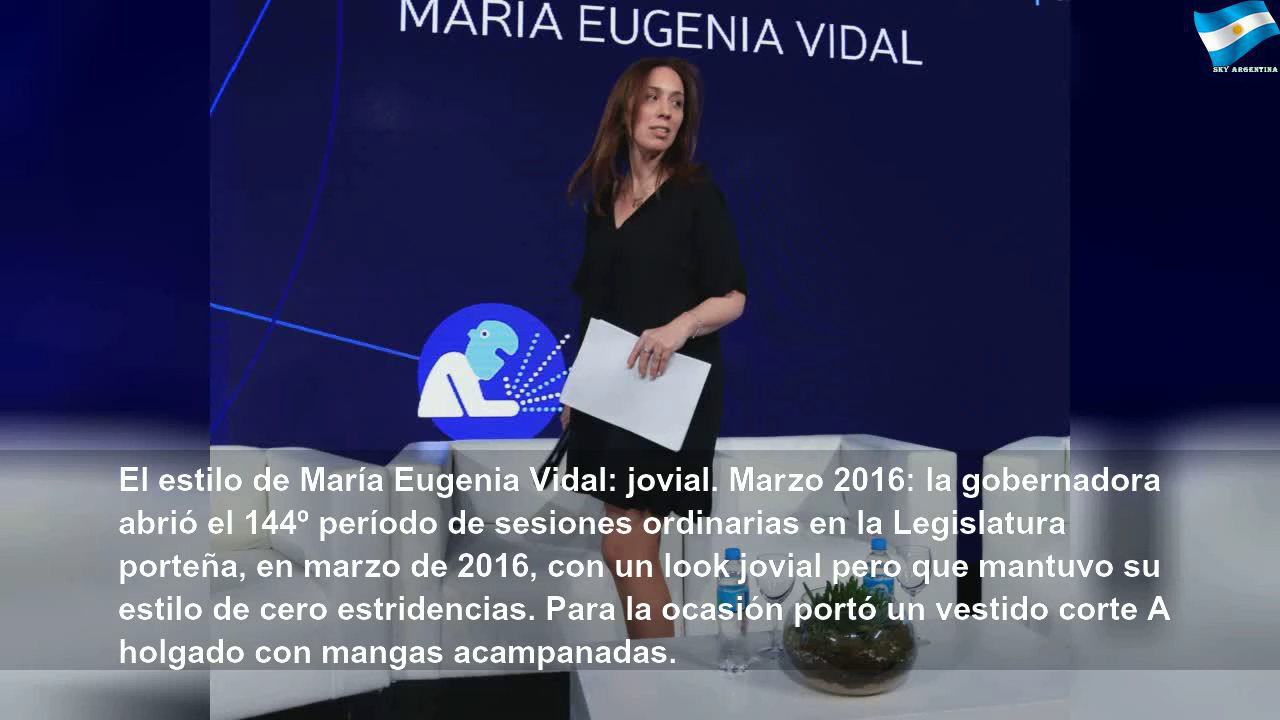 MARÍA EUGENIA VIDAL
SKY ARGENTINA
El estilo de María Eugenia Vidal: jovial. Marzo 2016: la gobernadora
abrió el 144º período de sesiones ordinarias en la Legislatura
porteña, en marzo de 2016, con un look jovial pero que mantuvo su
estilo de cero estridencias. Para la ocasión portó un vestido corte A
holgado con mangas acampanadas.